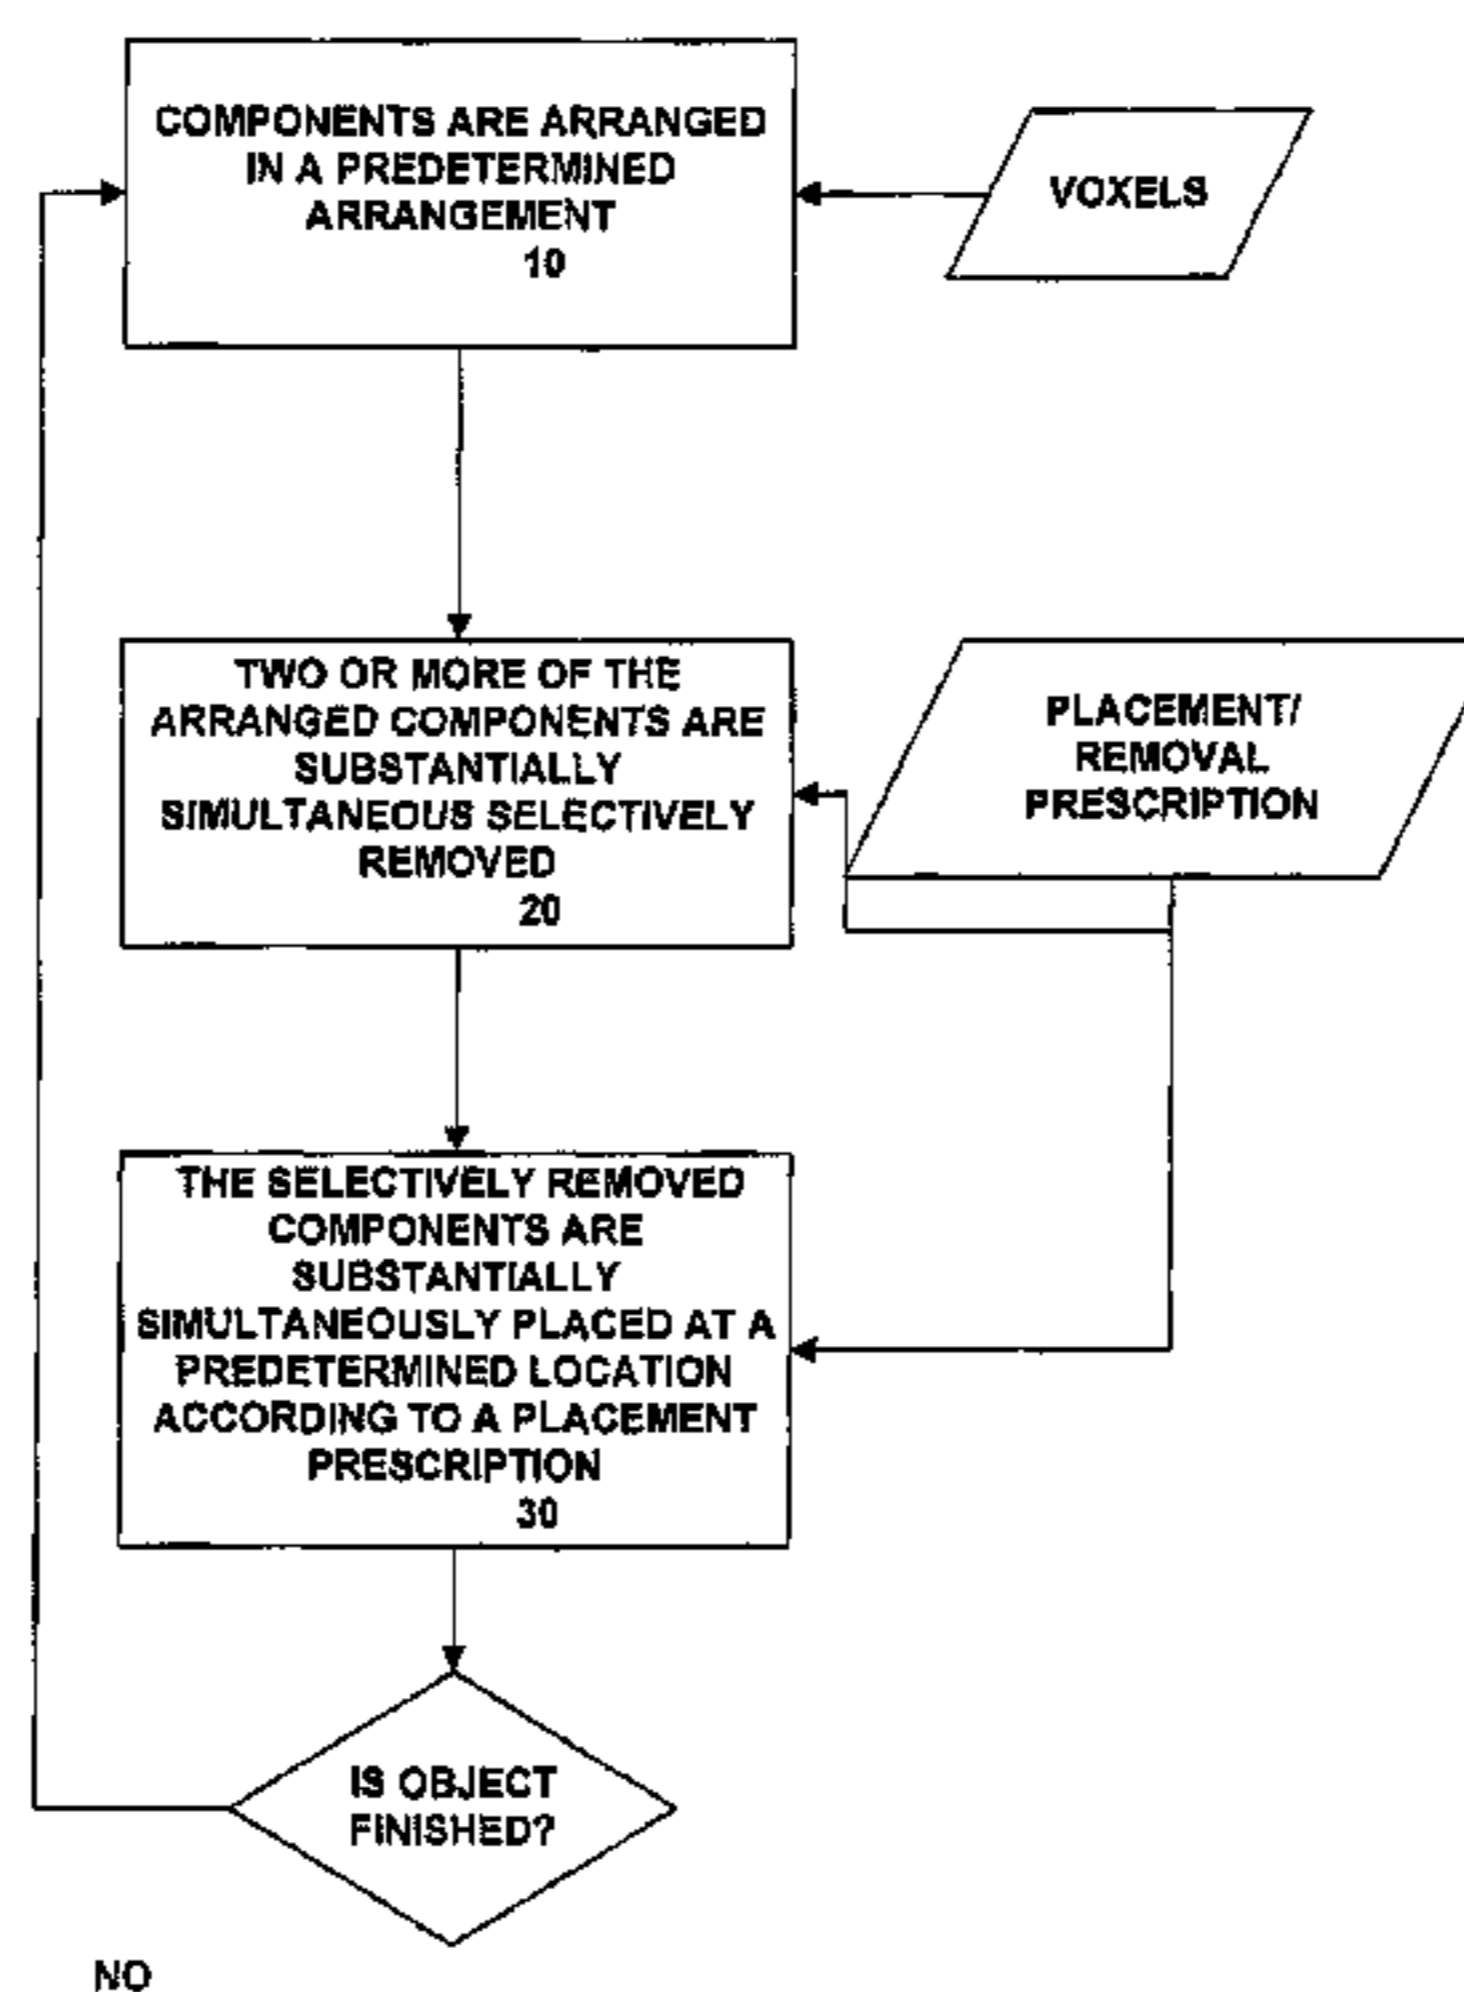 COMPONENTS ARE ARRANGED
IN A PREDETERMINED
ARRANGEMENT
10
VOXELS
TWO OR MORE OF THE
ARRANGED COMPONENTS ARE
SUBSTANTIALLY
SIMULTANEOUS SELECTIVELY
REMOVED
20
PLACEMENT/
REMOVAL
PRESCRIPTION
THE SELECTIVELY REMOVED
COMPONENTS ARE
SUBSTANTIALLY
SIMULTANEOUSLY PLACED AT A
PREDETERMINED LOCATION
ACCORDING TO A PLACEMENT
PRESCRIPTION
30
IS OBJECT
FINISHED?
NO